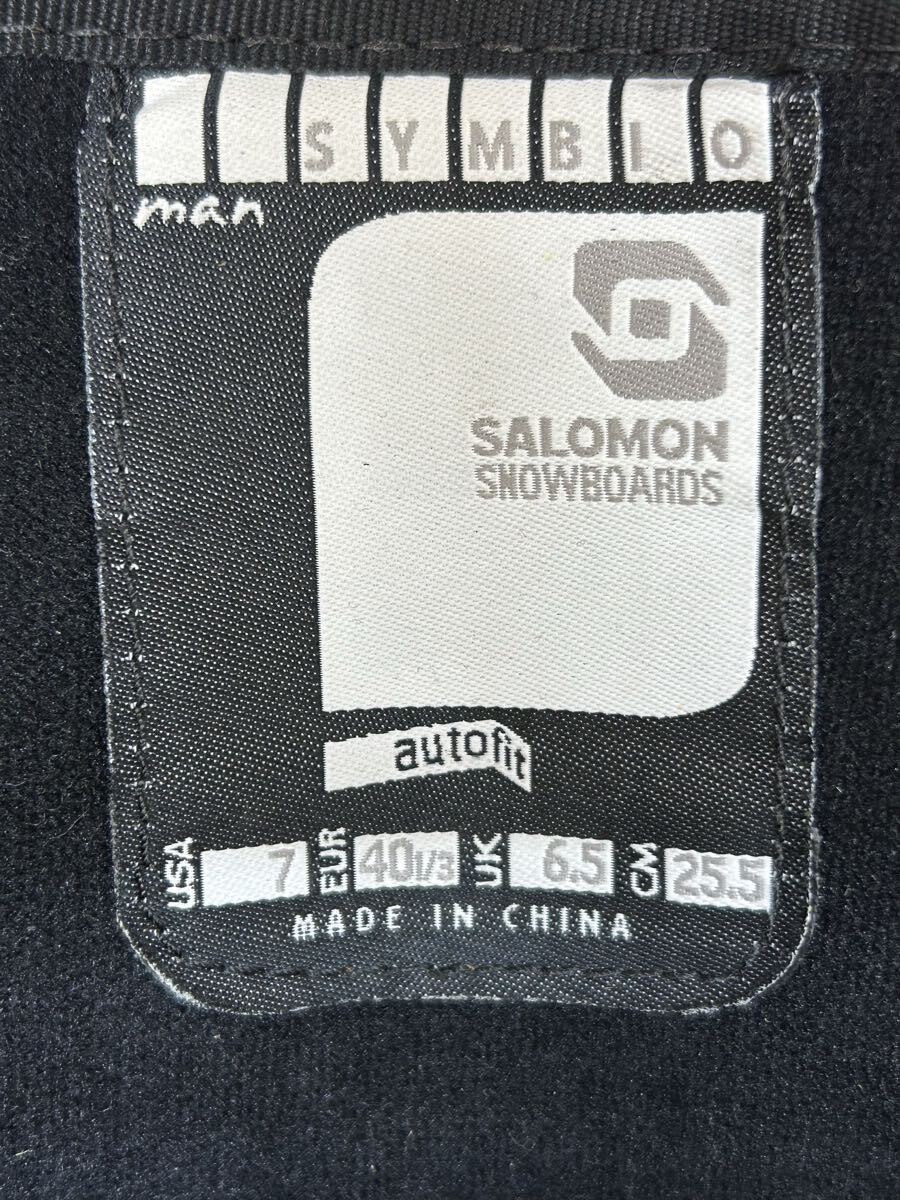 SYMBIO
man
SALOMON
SNOWBOARDS
autofit
USA 7 EUR 40 1/3 UK 6.5 CM 25.5
MADE IN CHINA